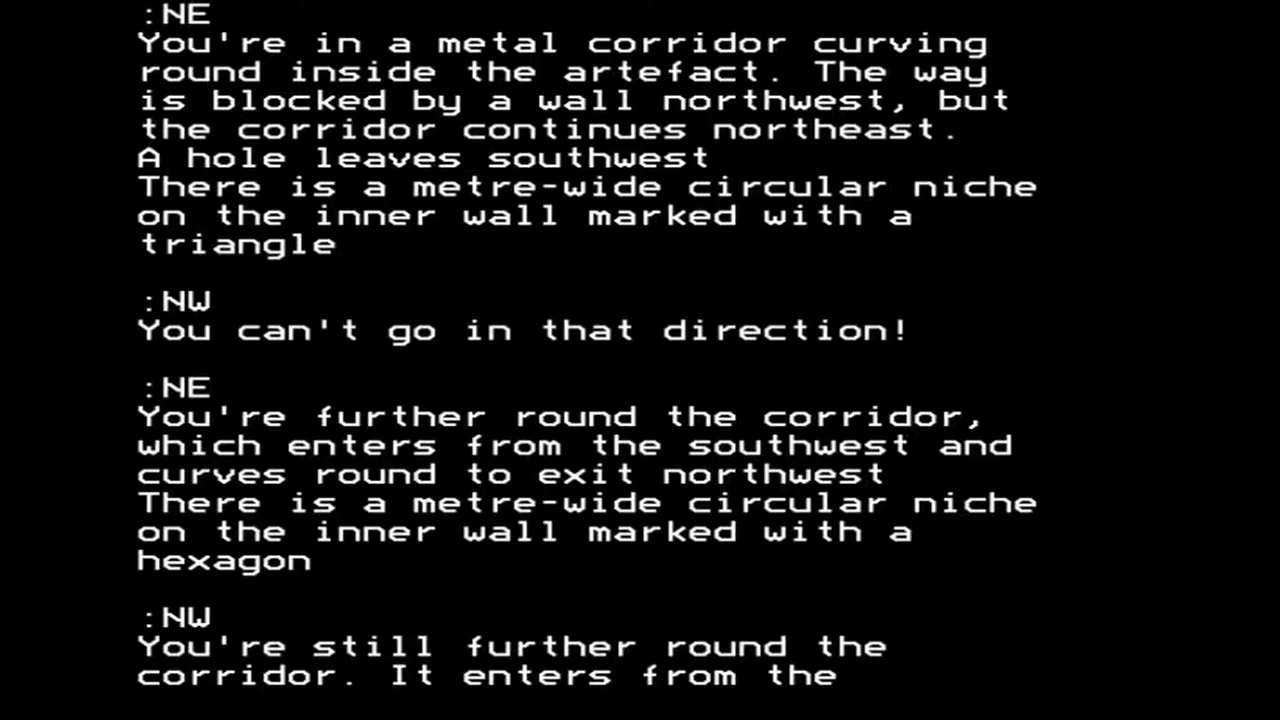 :NE
You're in a metal corridor curving
round inside the artefact. The way
is blocked by a wall northwest, but
the corridor continues northeast.
A hole leaves southwest
There is a metre-wide circular niche
on the inner wall marked with a
triangle
:NW
You can't go in that direction!
:NE
You're further round the corridor,
which enters from the southwest and
curves round to exit northwest
There is a metre-wide circular niche
on the inner wall marked with a
hexagon
:NW
You're still further round the
corridor. It enters from the